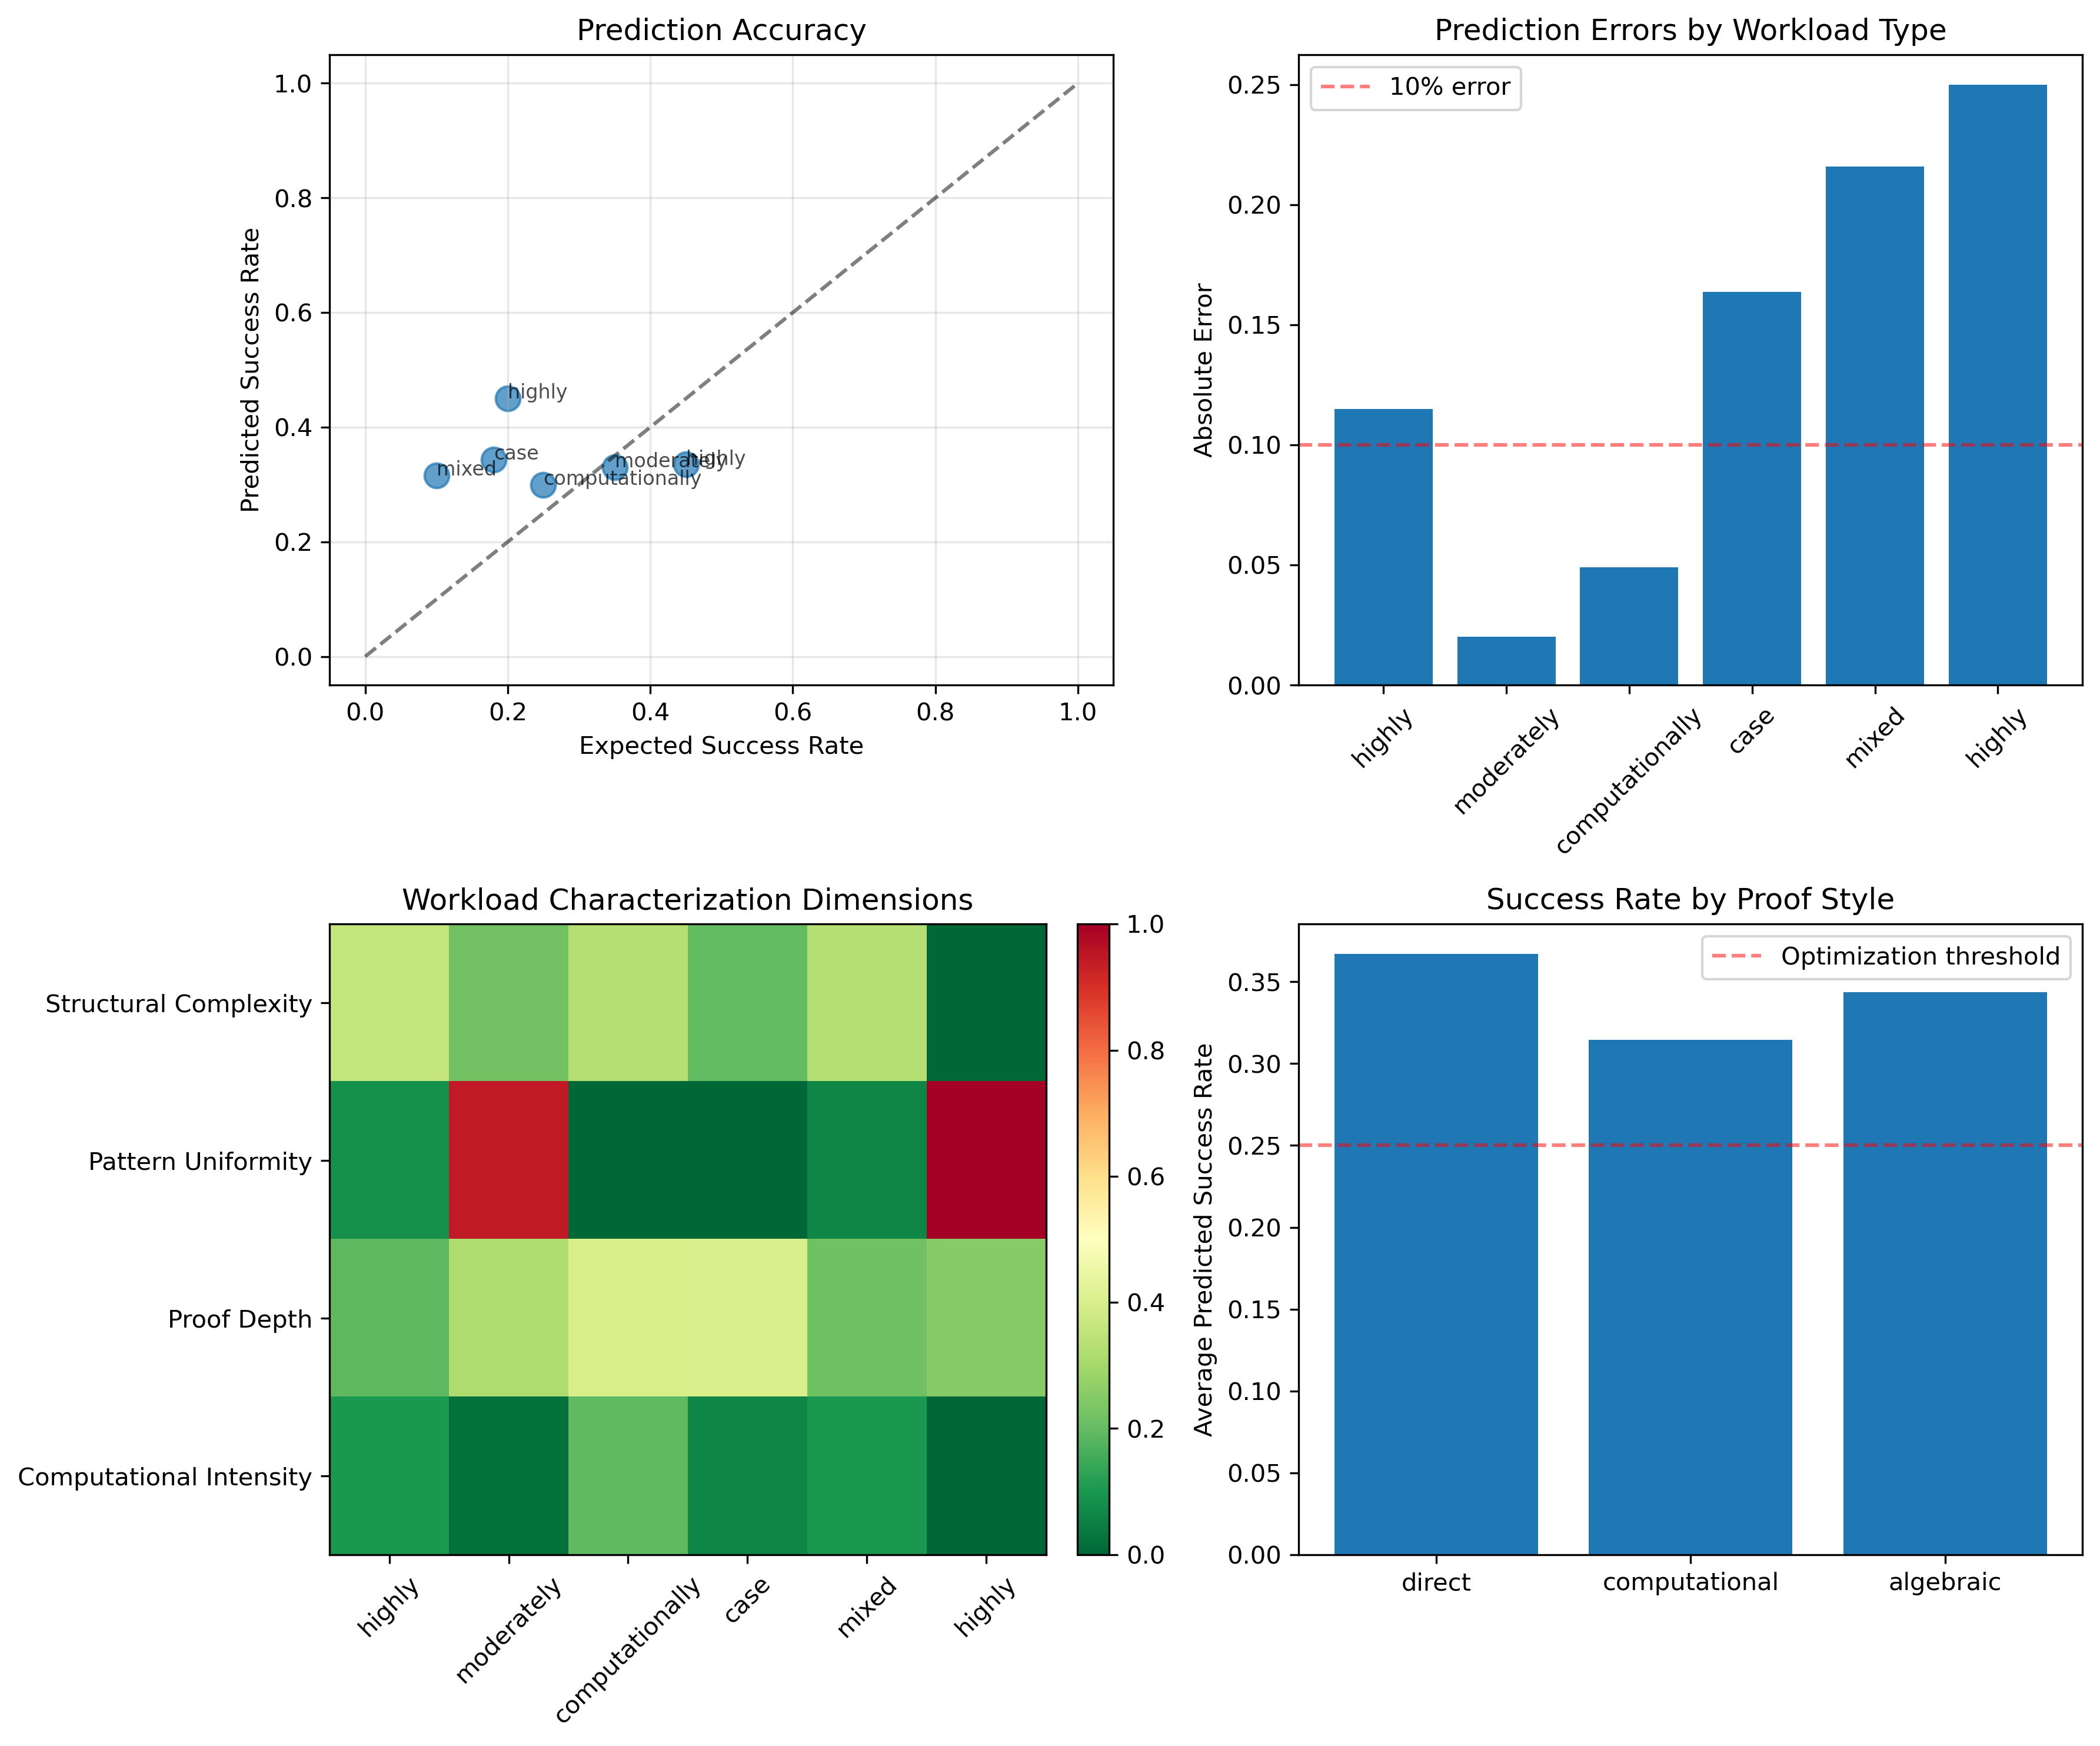 Prediction Accuracy
1.0
0.8
0.6
0.4
0.2
0.0
Predicted Success Rate
highly
case
mixed
computationally
moderately
highly
0.0 0.2 0.4 0.6 0.8 1.0
Expected Success Rate
Prediction Errors by Workload Type
10% error
0.25
0.20
0.15
0.10
0.05
0.00
Absolute Error
highly
moderately
computationally
case
mixed
highly
Workload Characterization Dimensions
Structural Complexity
Pattern Uniformity
Proof Depth
Computational Intensity
highly
moderately
computationally
case
mixed
highly
1.0
0.8
0.6
0.4
0.2
0.0
Success Rate by Proof Style
Optimization threshold
0.35
0.30
0.25
0.20
0.15
0.10
0.05
0.00
Average Predicted Success Rate
direct computational algebraic